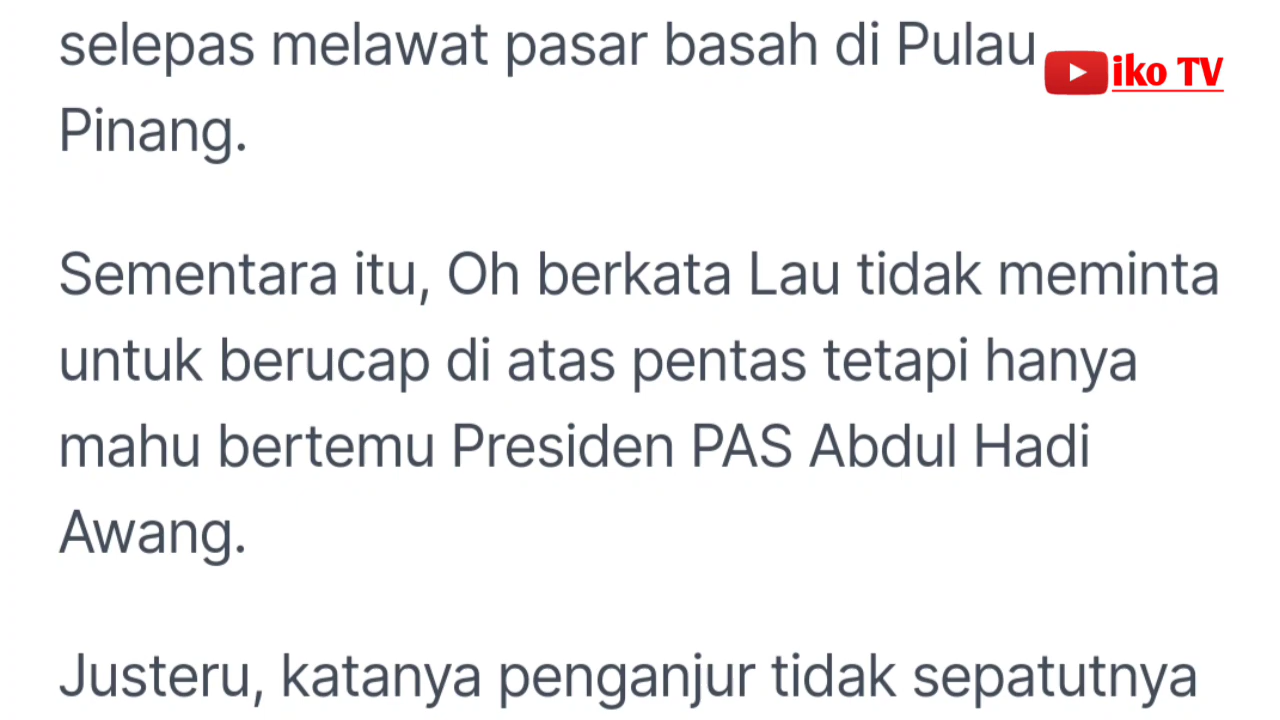 selepas melawat pasar basah di Pulau
iko TV
Pinang.
Sementara itu, Oh berkata Lau tidak meminta
untuk berucap di atas pentas tetapi hanya
mahu bertemu Presiden PAS Abdul Hadi
Awang.
Justeru, katanya penganjur tidak sepatutnya